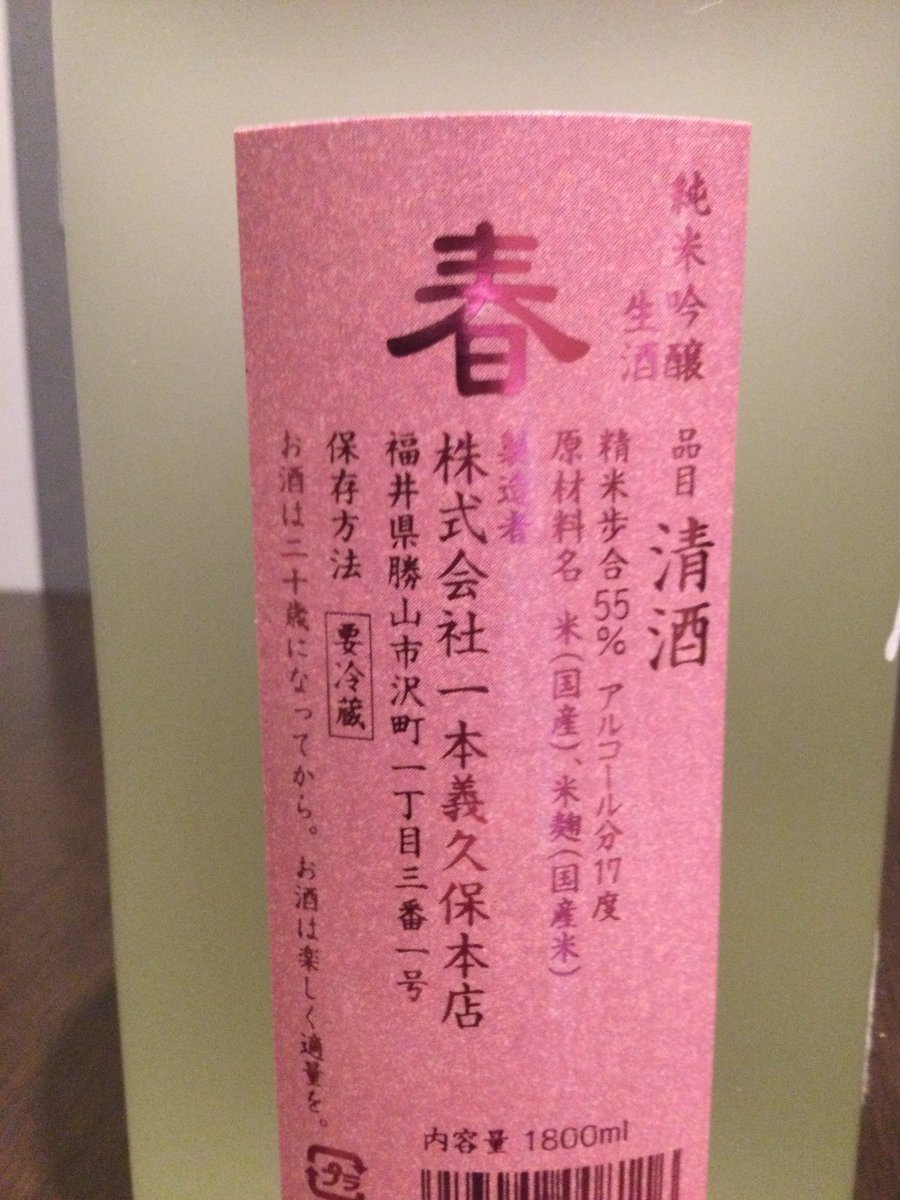 純米吟醸
生酒
春
品目 清酒
精米歩合55% アルコール分17度
原材料名 米(国産)、米麹(国産米)
製造者
株式会社一本義久保本店
福井県勝山市沢町一丁目三番一号
保存方法 要冷蔵
お酒は二十歳になってから。お酒は楽しく適量を。
内容量 1800ml
プラ